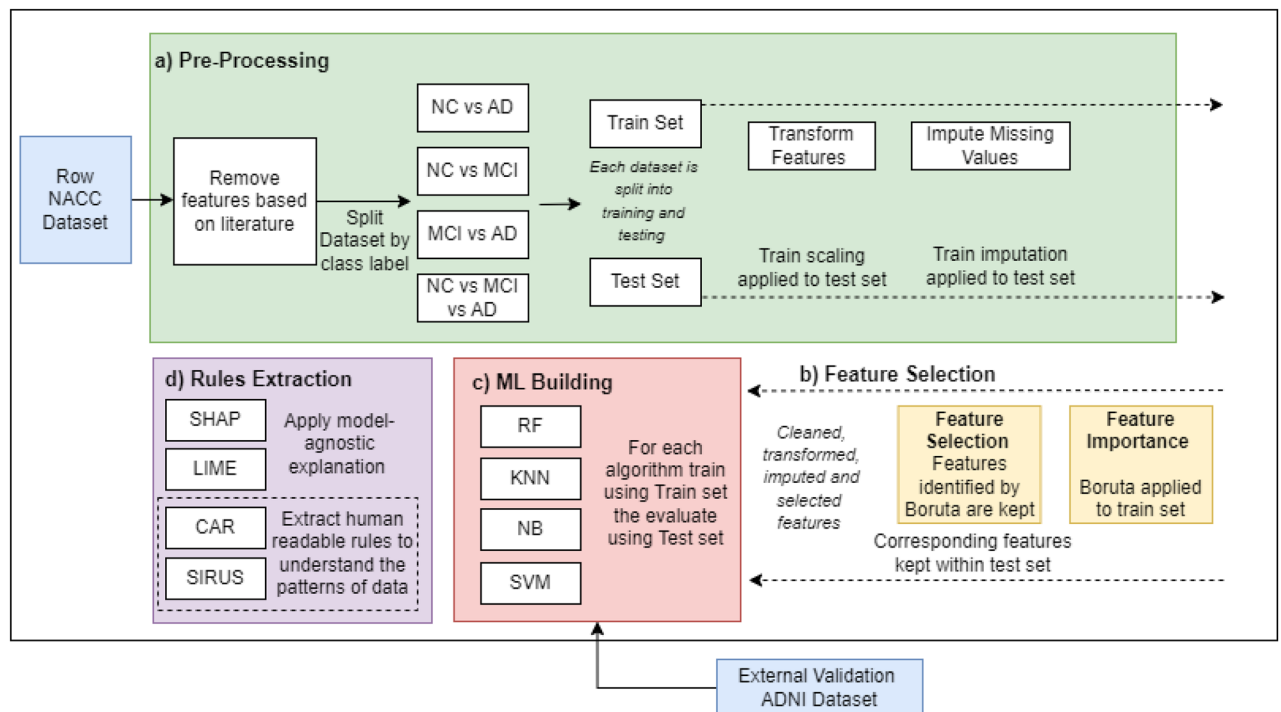 a) Pre-Processing
Row
NACC
Dataset
Remove
features based
on literature
Split
Dataset by
class label
NC vs AD
NC vs MCI
MCI vs AD
NC vs MCI
vs AD
Train Set
Each dataset is
split into
training and
testing
Test Set
Transform
Features
Impute Missing
Values
Train scaling
applied to test set
Train imputation
applied to test set
b) Feature Selection
Feature
Importance
Boruta applied
to train set
Feature
Selection
Features
identified by
Boruta are kept
Corresponding features
kept within test set
Cleaned,
transformed,
imputed and
selected
features
c) ML Building
RF
KNN
NB
SVM
For each
algorithm train
using Train set
the evaluate
using Test set
d) Rules Extraction
SHAP
LIME
Apply model-
agnostic
explanation
CAR
SIRUS
Extract human
readable rules to
understand the
patterns of data
External Validation
ADNI Dataset